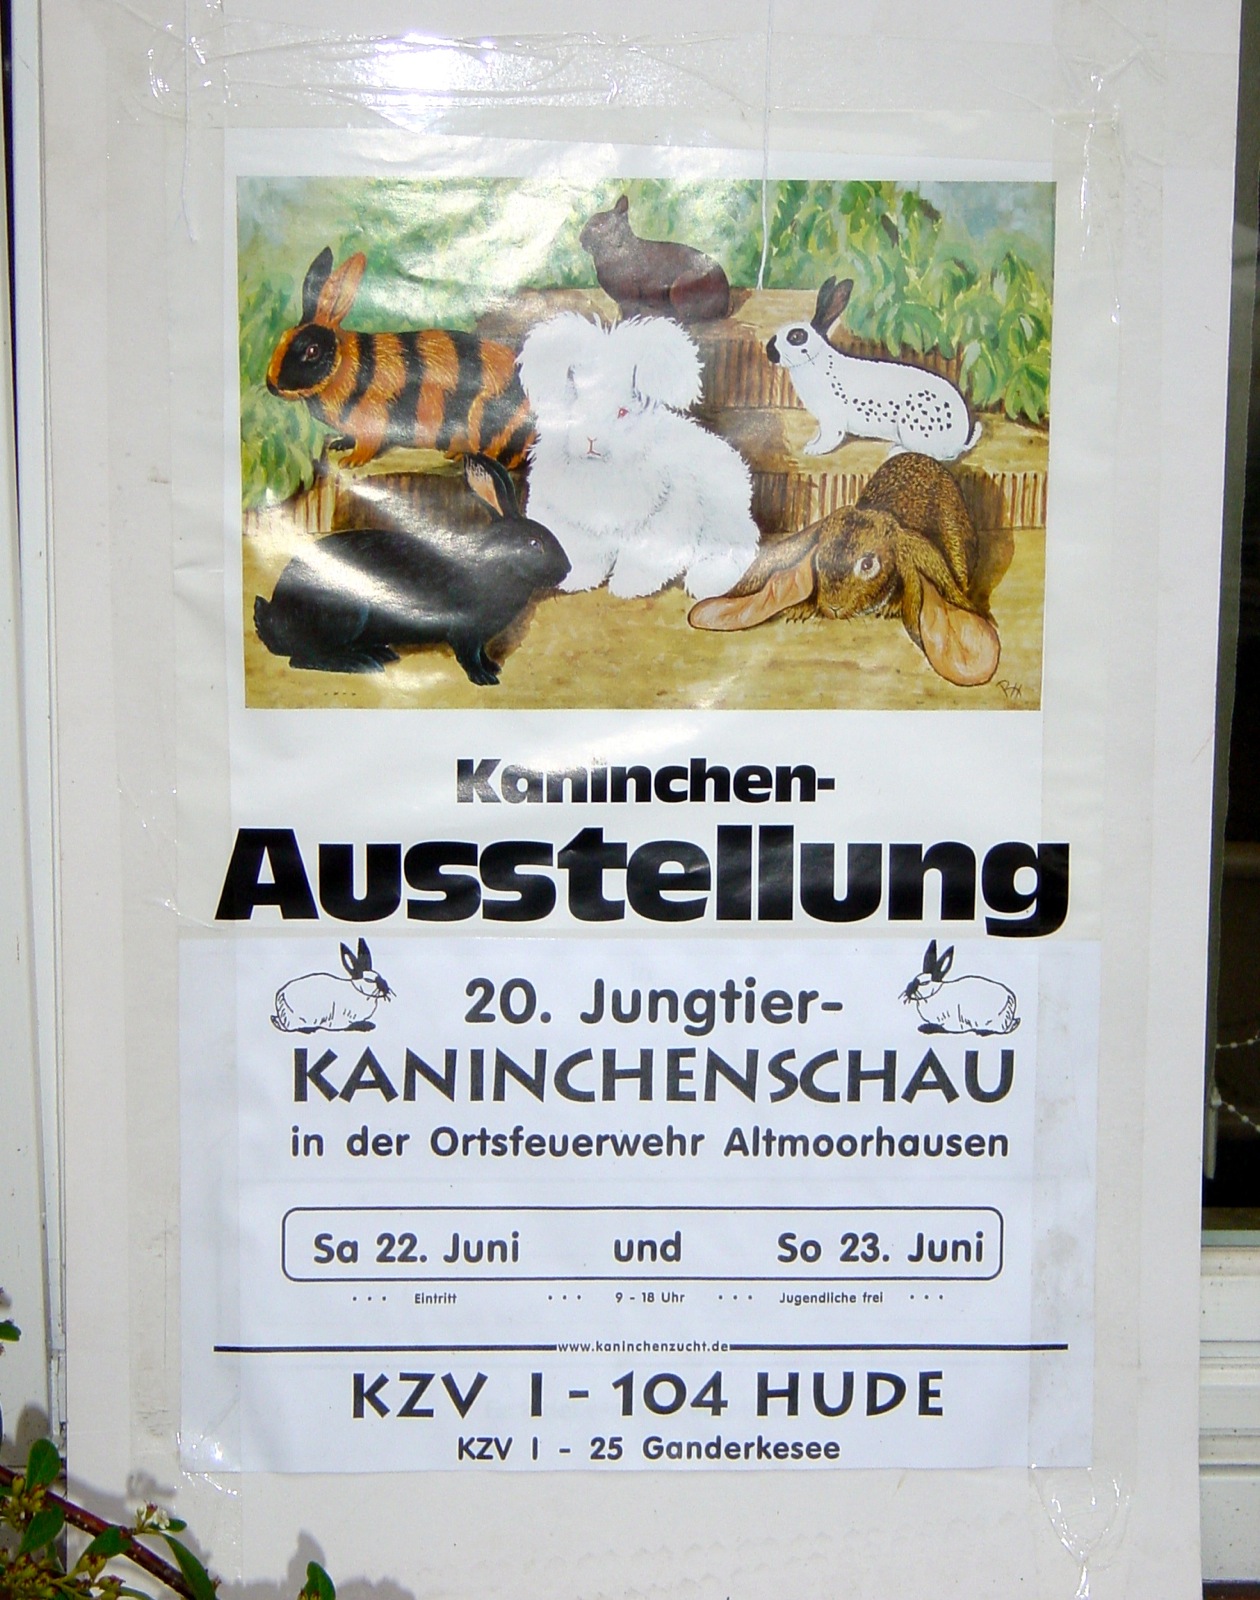 Kaninchen-
Ausstellung
20. Jungtier-
KANINCHENSCHAU
in der Ortsfeuerwehr Altmoorhausen
Sa 22. Juni und So 23. Juni
• • • Eintritt • • • 9 - 18 Uhr • • • Jugendliche frei • • •
www.kaninchenzucht.de
KZV I - 104 HUDE
KZV I - 25 Ganderkesee